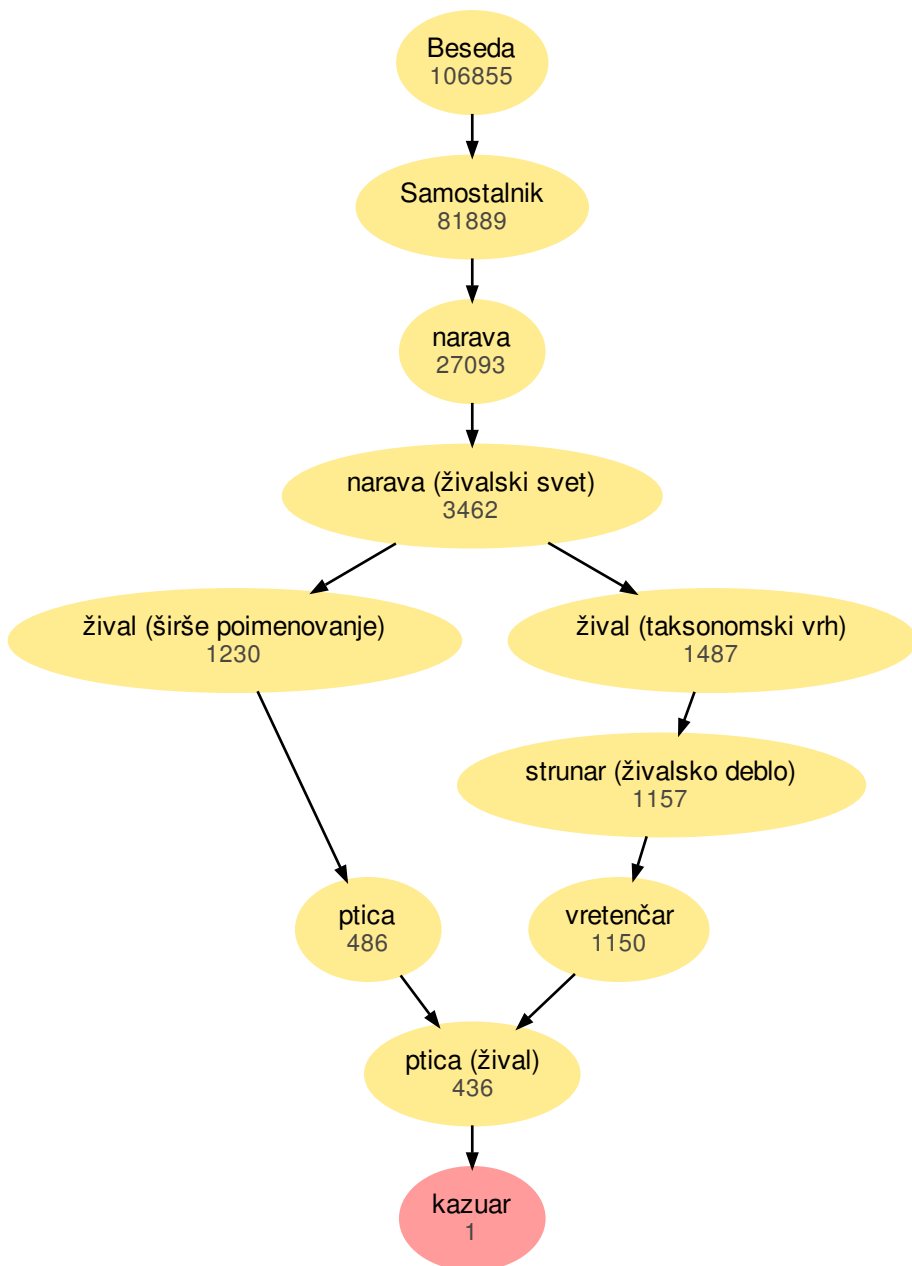 Beseda
106855
Samostalnik
81889
narava
27093
narava (živalski svet)
3462
žival (širše poimenovanje)
1230
žival (taksonomski vrh)
1487
strunar (živalsko deblo)
1157
ptica
486
vretenčar
1150
ptica (žival)
436
kazuar
1